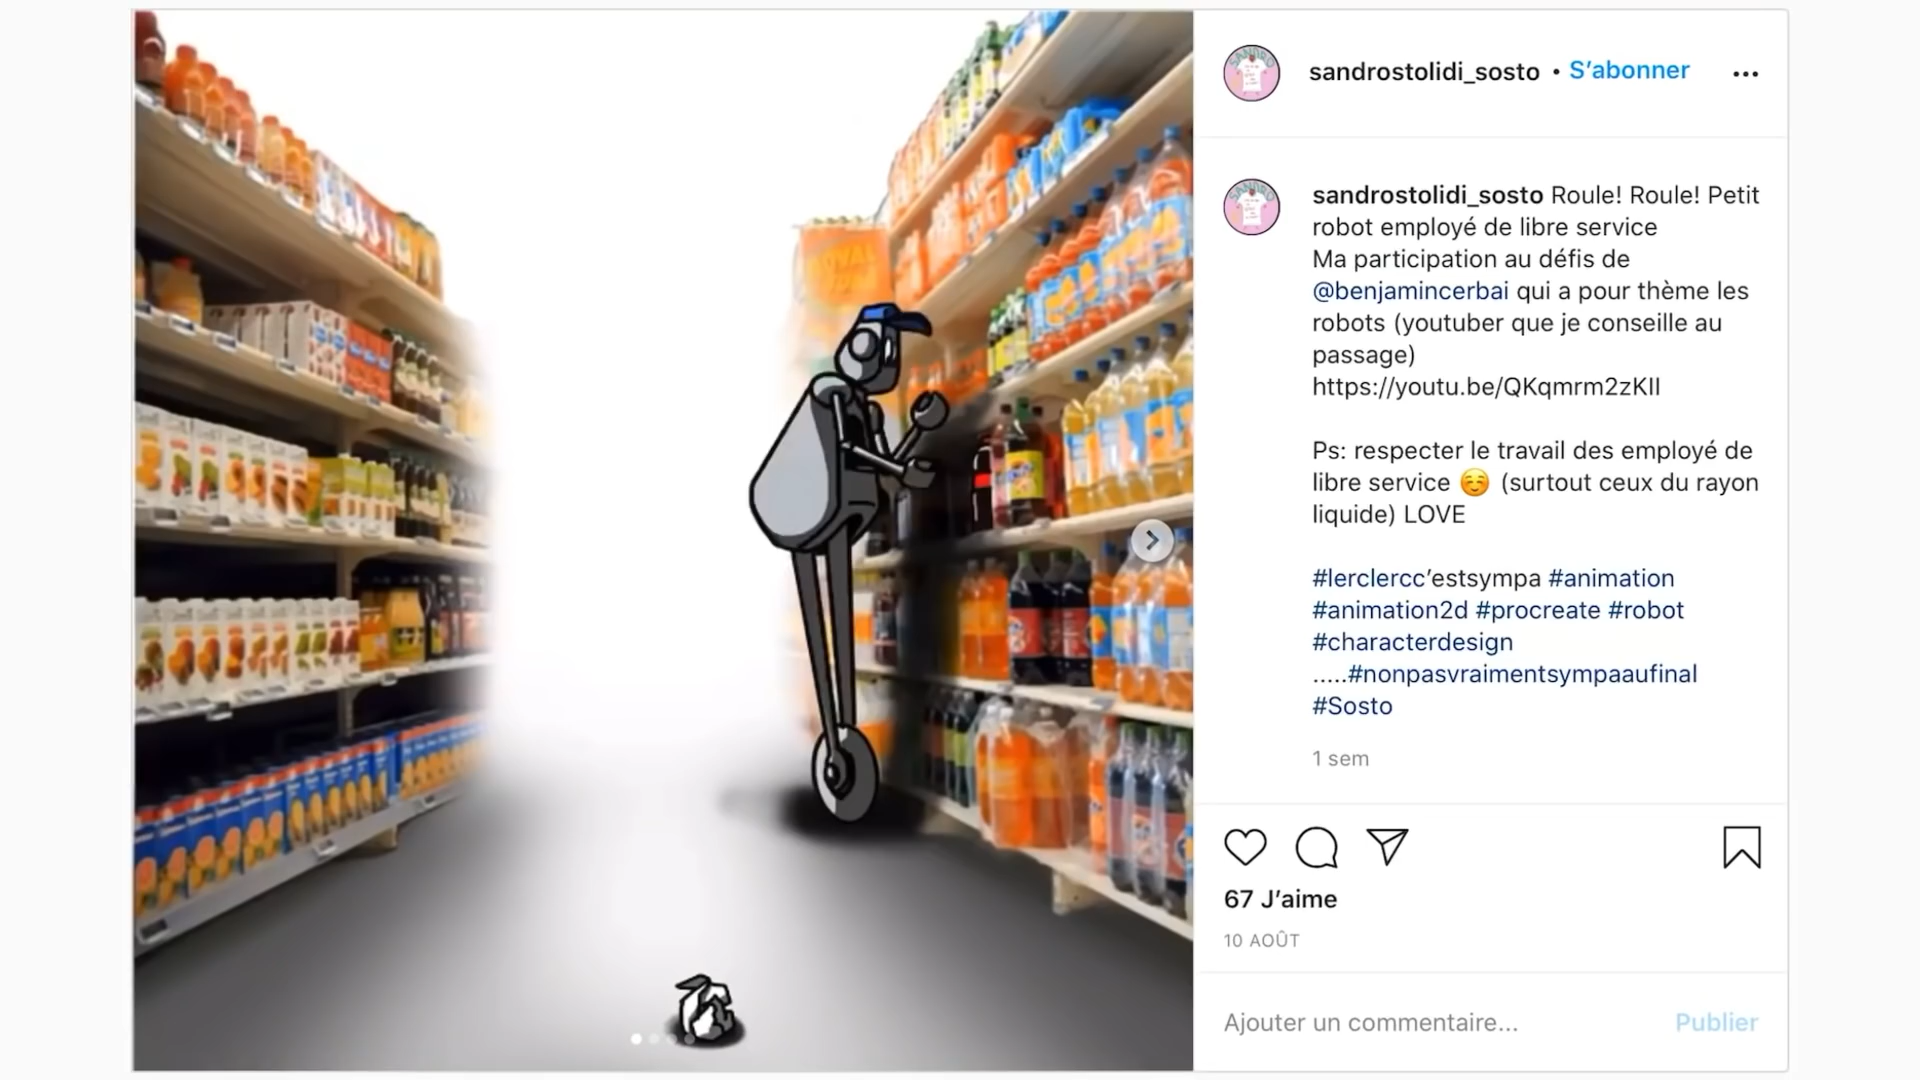 sandrostolidi_sosto • S’abonner
sandrostolidi_sosto Roule! Roule! Petit
robot employé de libre service
Ma participation au défis de
@benjamincerbai qui a pour thème les
robots (youtuber que je conseille au
passage)
https://youtu.be/QKqmrm2zKlI
Ps: respecter le travail des employé de
libre service ☺️ (surtout ceux du rayon
liquide) LOVE
#lerclercc’estsympa #animation
#animation2d #procreate #robot
#characterdesign
.....#nonpasvraimentsympaaufinal
#Sosto
1 sem
67 J’aime
10 AOÛT
Ajouter un commentaire... Publier